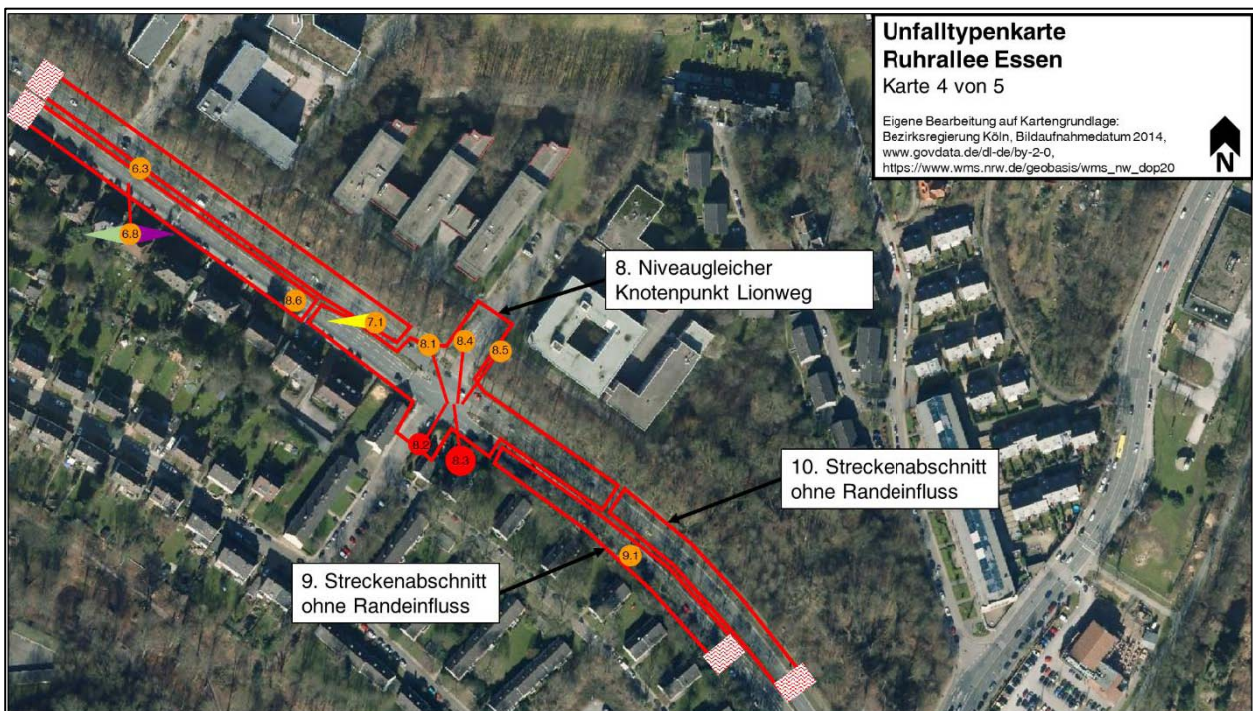 Unfalltypenkarte
Ruhrallee Essen
Karte 4 von 5
Eigene Bearbeitung auf Kartengrundlage:
Bezirksregierung Köln, Bildaufnahmedatum 2014,
www.govdata.de/dl-de/by-2-0,
https://www.wms.nrw.de/geobasis/wms_nw_dop20
N
6.3
6.8
8. Niveaugleicher
Knotenpunkt Lionweg
8.6
7.1
8.1
8.4
8.5
8.2
8.3
10. Streckenabschnitt
ohne Randeinfluss
9.1
9. Streckenabschnitt
ohne Randeinfluss